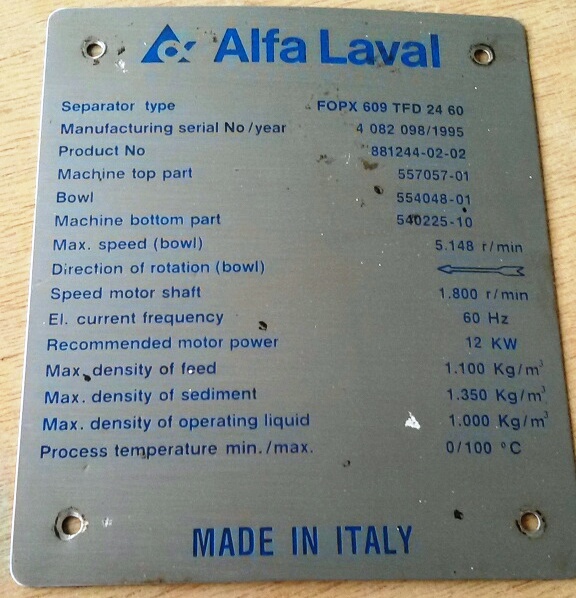 Alfa Laval
Separator type FOPX 609 TFD 24 60
Manufacturing serial No/year 4 082 098/1995
Product No 881244-02-02
Machine top part 557057-01
Bowl 554048-01
Machine bottom part 540225-10
Max. speed (bowl) 5.148 r/min
Direction of rotation (bowl)
Speed motor shaft 1.800 r/min
El. current frequency 60 Hz
Recommended motor power 12 KW
Max. density of feed 1.100 Kg/m³
Max. density of sediment 1.350 Kg/m³
Max. density of operating liquid 1.000 Kg/m³
Process temperature min./max. 0/100 °C
MADE IN ITALY